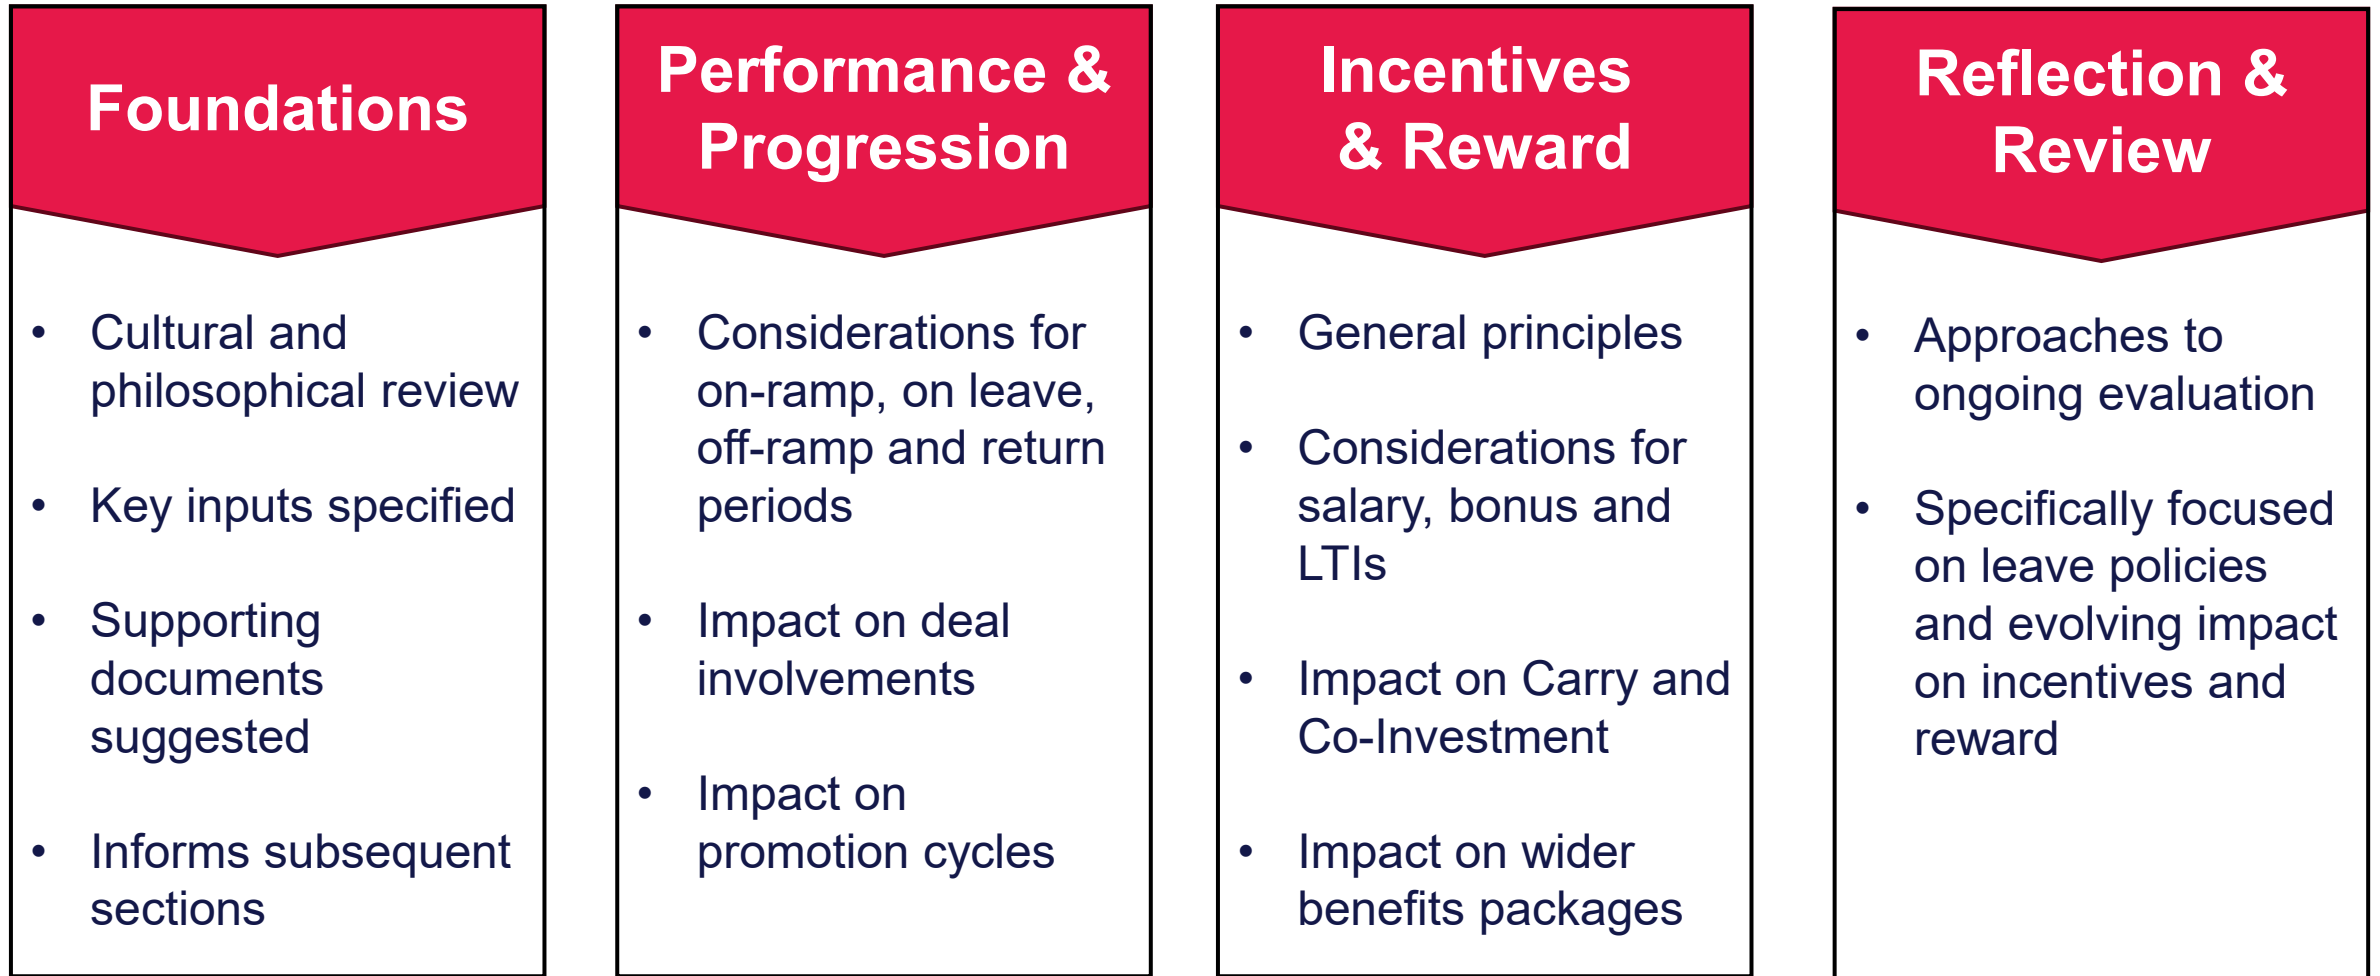 Foundations
• Cultural and
philosophical review
• Key inputs specified
• Supporting
documents
suggested
• Informs subsequent
sections
Performance &
Progression
• Considerations for
on-ramp, on leave,
off-ramp and return
periods
• Impact on deal
involvements
• Impact on
promotion cycles
Incentives
& Reward
• General principles
• Considerations for
salary, bonus and
LTIs
• Impact on Carry and
Co-Investment
• Impact on wider
benefits packages
Reflection &
Review
• Approaches to
ongoing evaluation
• Specifically focused
on leave policies
and evolving impact
on incentives and
reward